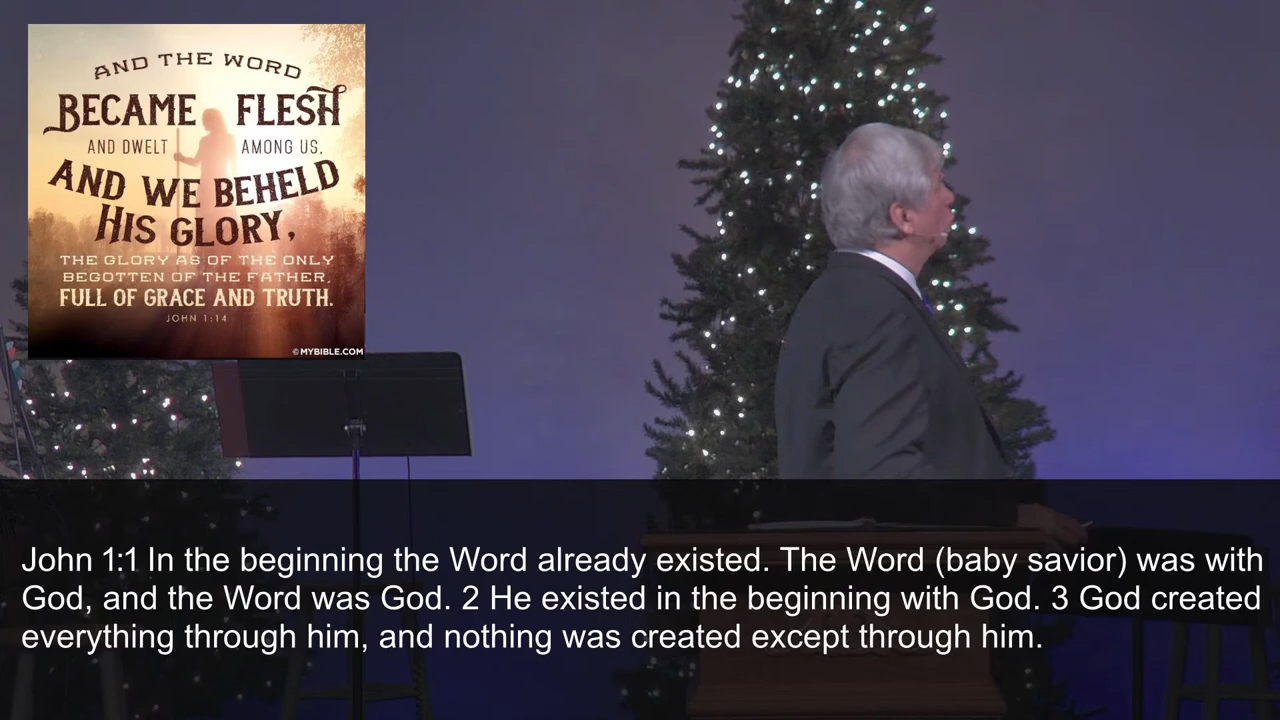 AND THE WORD
BECAME FLESH
AND DWELT AMONG US,
AND WE BEHELD
HIS GLORY,
THE GLORY AS OF THE ONLY
BEGOTTEN OF THE FATHER,
FULL OF GRACE AND TRUTH.
JOHN 1:14
© MYBIBLE.COM
John 1:1 In the beginning the Word already existed. The Word (baby savior) was with
God, and the Word was God. 2 He existed in the beginning with God. 3 God created
everything through him, and nothing was created except through him.